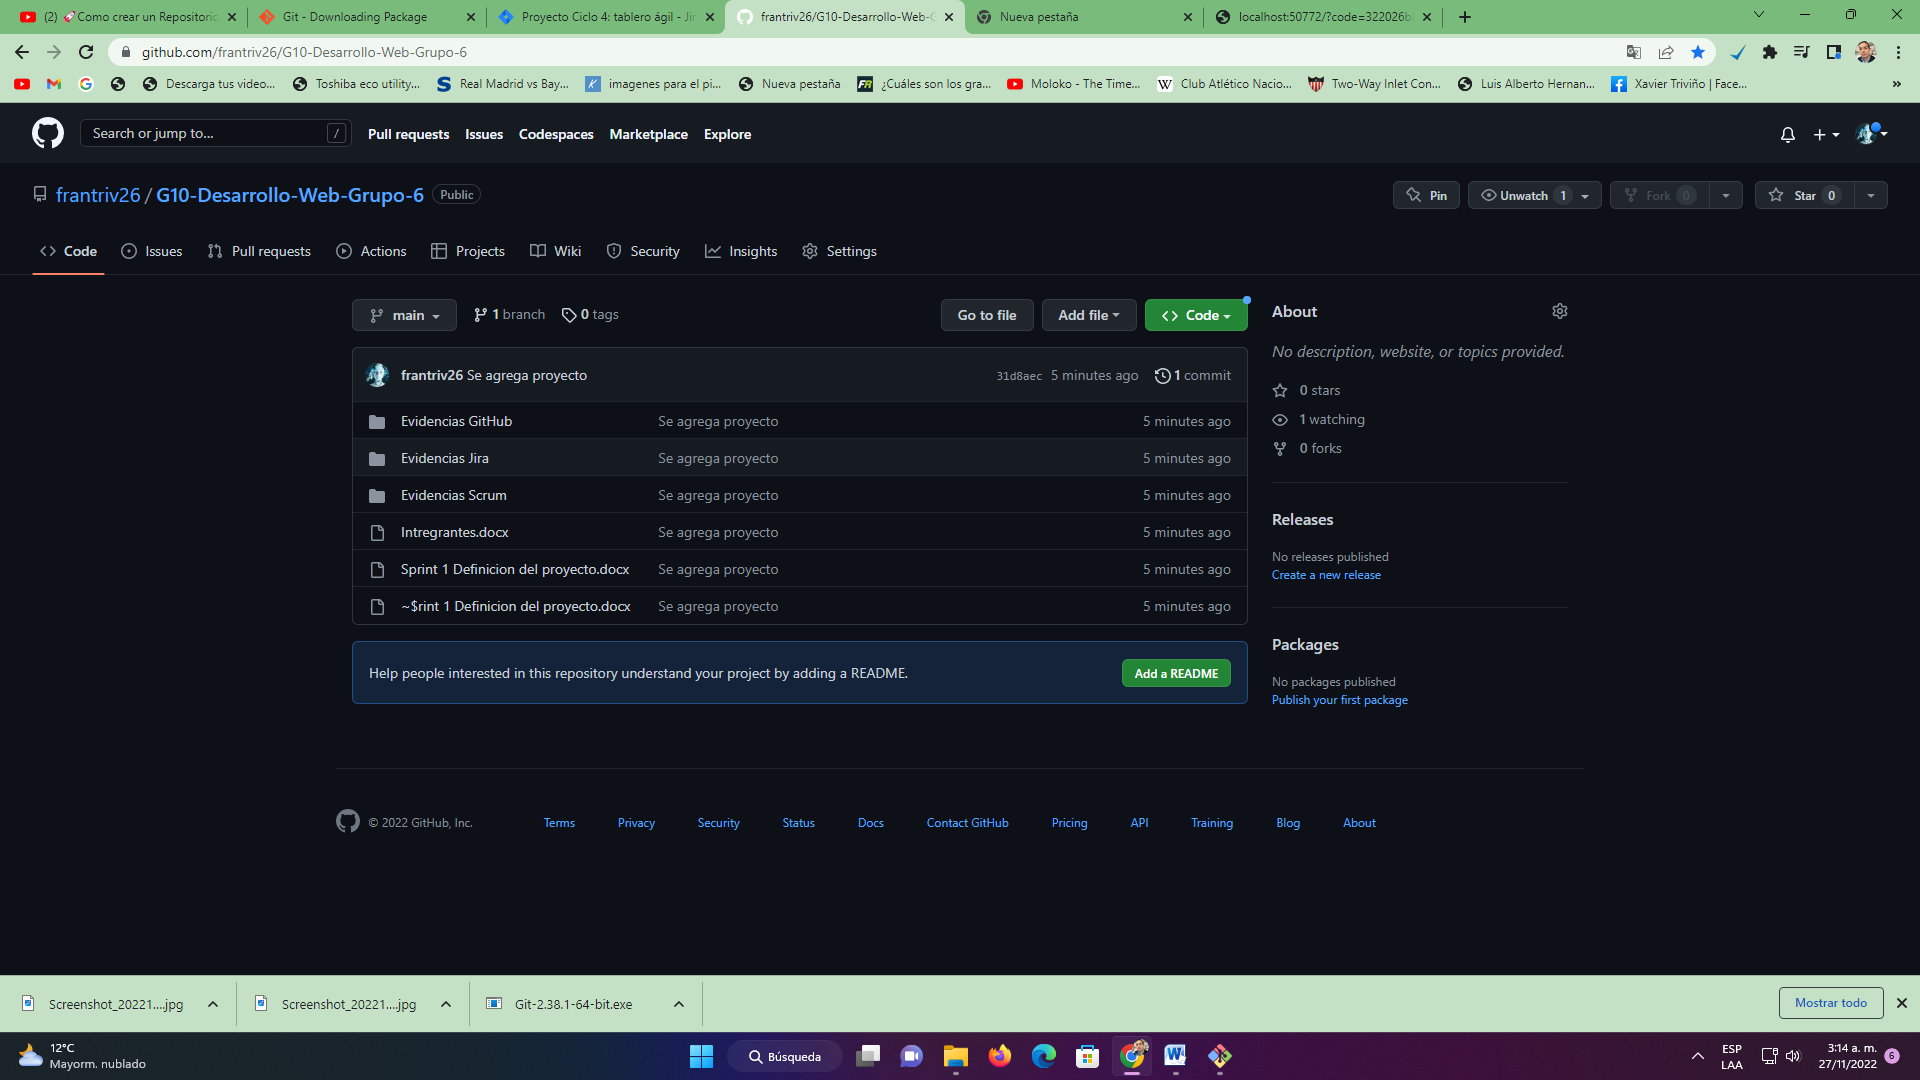 (2) 🚀Como crear un Repositorio
Git - Downloading Package
Proyecto Ciclo 4: tablero ágil - Jir
frantriv26/G10-Desarrollo-Web-G
Nueva pestaña
localhost:50772/?code=322026b
github.com/frantriv26/G10-Desarrollo-Web-Grupo-6
Descarga tus video...
Toshiba eco utility...
Real Madrid vs Bay...
imagenes para el pi...
Nueva pestaña
¿Cuáles son los gra...
Moloko - The Time...
Club Atlético Nacio...
Two-Way Inlet Con...
Luis Alberto Hernan...
Xavier Triviño | Face...
»
Search or jump to...
/
Pull requests
Issues
Codespaces
Marketplace
Explore
frantriv26 / G10-Desarrollo-Web-Grupo-6 Public
Pin
Unwatch 1
Fork 0
Star 0
Code
Issues
Pull requests
Actions
Projects
Wiki
Security
Insights
Settings
main
1 branch
0 tags
Go to file
Add file
Code
frantriv26 Se agrega proyecto 31d8aec 5 minutes ago 1 commit
Evidencias GitHub Se agrega proyecto 5 minutes ago
Evidencias Jira Se agrega proyecto 5 minutes ago
Evidencias Scrum Se agrega proyecto 5 minutes ago
Intregrantes.docx Se agrega proyecto 5 minutes ago
Sprint 1 Definicion del proyecto.docx Se agrega proyecto 5 minutes ago
~$rint 1 Definicion del proyecto.docx Se agrega proyecto 5 minutes ago
Help people interested in this repository understand your project by adding a README.
Add a README
About
No description, website, or topics provided.
0 stars
1 watching
0 forks
Releases
No releases published
Create a new release
Packages
No packages published
Publish your first package
© 2022 GitHub, Inc.
Terms
Privacy
Security
Status
Docs
Contact GitHub
Pricing
API
Training
Blog
About
Screenshot_20221....jpg
Screenshot_20221....jpg
Git-2.38.1-64-bit.exe
Mostrar todo
12°C
Mayorm. nublado
Búsqueda
ESP
LAA
3:14 a. m.
27/11/2022
6